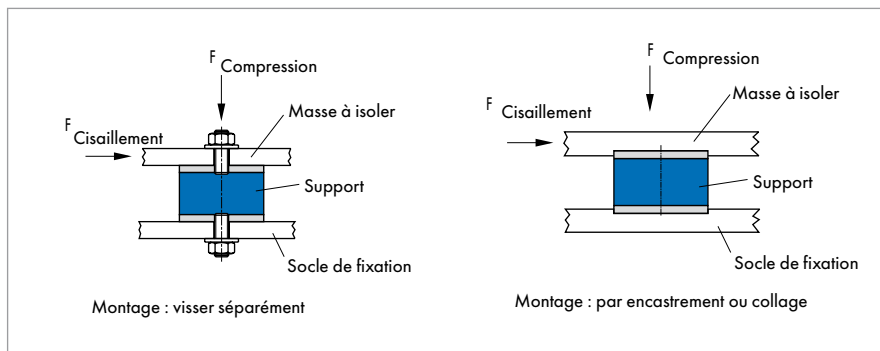 F Compression
Masse à isoler
F Cisaillement
Support
Socle de fixation
Montage : visser séparément
F Compression
Masse à isoler
F Cisaillement
Support
Socle de fixation
Montage : par encastrement ou collage